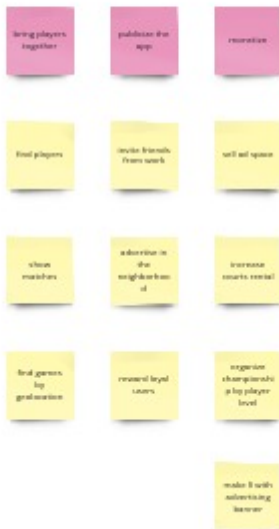 bring players
together
publicize the
app
monetize
find players
invite friends
from work
sell ad space
show
matches
advertise in
the
neighborhoo
d
increase
courts rental
find games
by
geolocation
reward loyal
users
organize
championshi
p by player
level
make $ with
advertising
banner